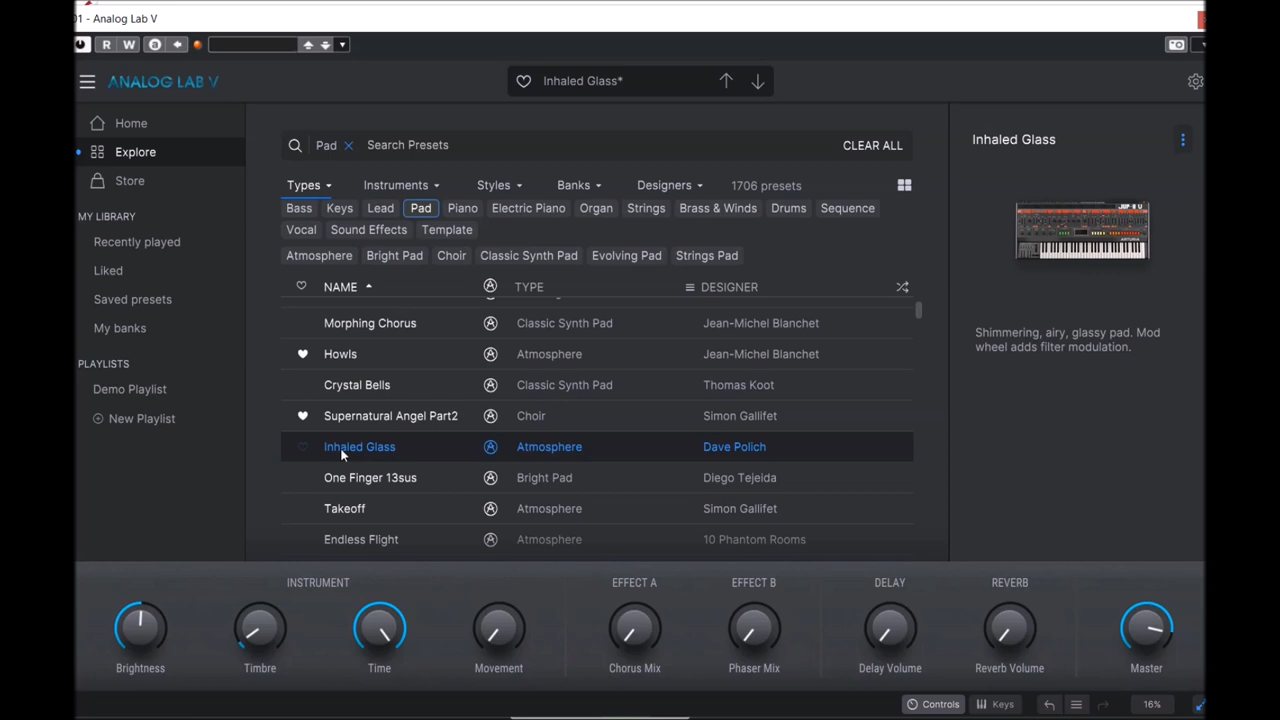 01 - Analog Lab V
R W a
ANALOG LAB V
Inhaled Glass*
Home
Explore
Store
MY LIBRARY
Recently played
Liked
Saved presets
My banks
PLAYLISTS
Demo Playlist
New Playlist
Pad Search Presets CLEAR ALL
Types Instruments Styles Banks Designers 1706 presets
Bass Keys Lead Pad Piano Electric Piano Organ Strings Brass & Winds Drums Sequence
Vocal Sound Effects Template
Atmosphere Bright Pad Choir Classic Synth Pad Evolving Pad Strings Pad
NAME TYPE DESIGNER
Morphing Chorus Classic Synth Pad Jean-Michel Blanchet
Howls Atmosphere Jean-Michel Blanchet
Crystal Bells Classic Synth Pad Thomas Koot
Supernatural Angel Part2 Choir Simon Gallifet
Inhaled Glass Atmosphere Dave Polich
One Finger 13sus Bright Pad Diego Tejeida
Takeoff Atmosphere Simon Gallifet
Endless Flight Atmosphere 10 Phantom Rooms
Inhaled Glass
JUP-8 V
Shimmering, airy, glassy pad. Mod
wheel adds filter modulation.
INSTRUMENT EFFECT A EFFECT B DELAY REVERB
Brightness Timbre Time Movement Chorus Mix Phaser Mix Delay Volume Reverb Volume Master
Controls Keys 16%